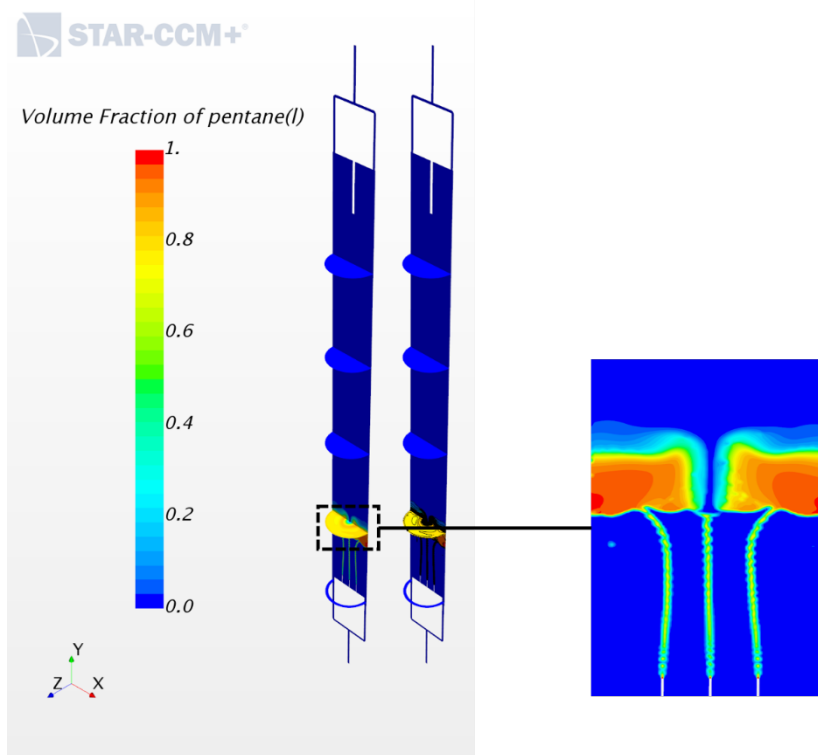 STAR-CCM+®
Volume Fraction of pentane(l)
1.
0.8
0.6
0.4
0.2
0.0
Y
Z X